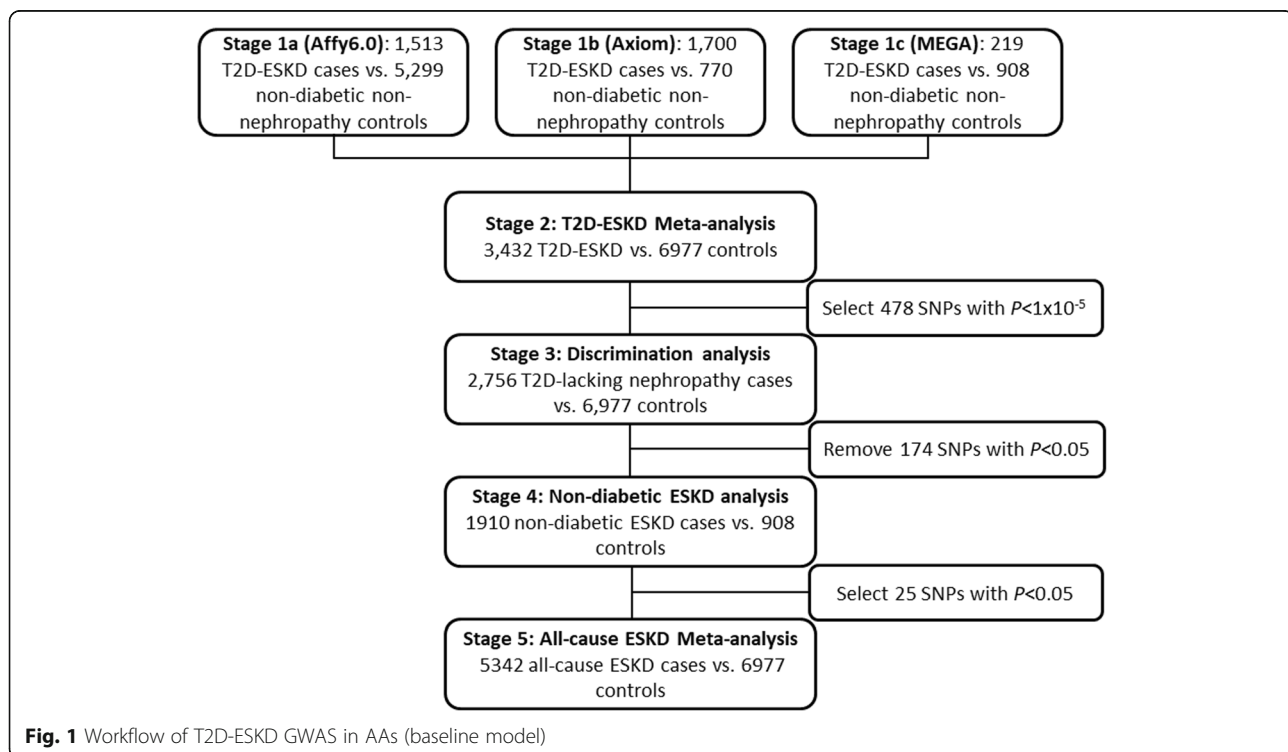 Stage 1a (Affy6.0): 1,513
T2D-ESKD cases vs. 5,299
non-diabetic non-
nephropathy controls
Stage 1b (Axiom): 1,700
T2D-ESKD cases vs. 770
non-diabetic non-
nephropathy controls
Stage 1c (MEGA): 219
T2D-ESKD cases vs. 908
non-diabetic non-
nephropathy controls
Stage 2: T2D-ESKD Meta-analysis
3,432 T2D-ESKD vs. 6977 controls
Select 478 SNPs with P<1x10⁻⁵
Stage 3: Discrimination analysis
2,756 T2D-lacking nephropathy cases
vs. 6,977 controls
Remove 174 SNPs with P<0.05
Stage 4: Non-diabetic ESKD analysis
1910 non-diabetic ESKD cases vs. 908
controls
Select 25 SNPs with P<0.05
Stage 5: All-cause ESKD Meta-analysis
5342 all-cause ESKD cases vs. 6977
controls
Fig. 1 Workflow of T2D-ESKD GWAS in AAs (baseline model)